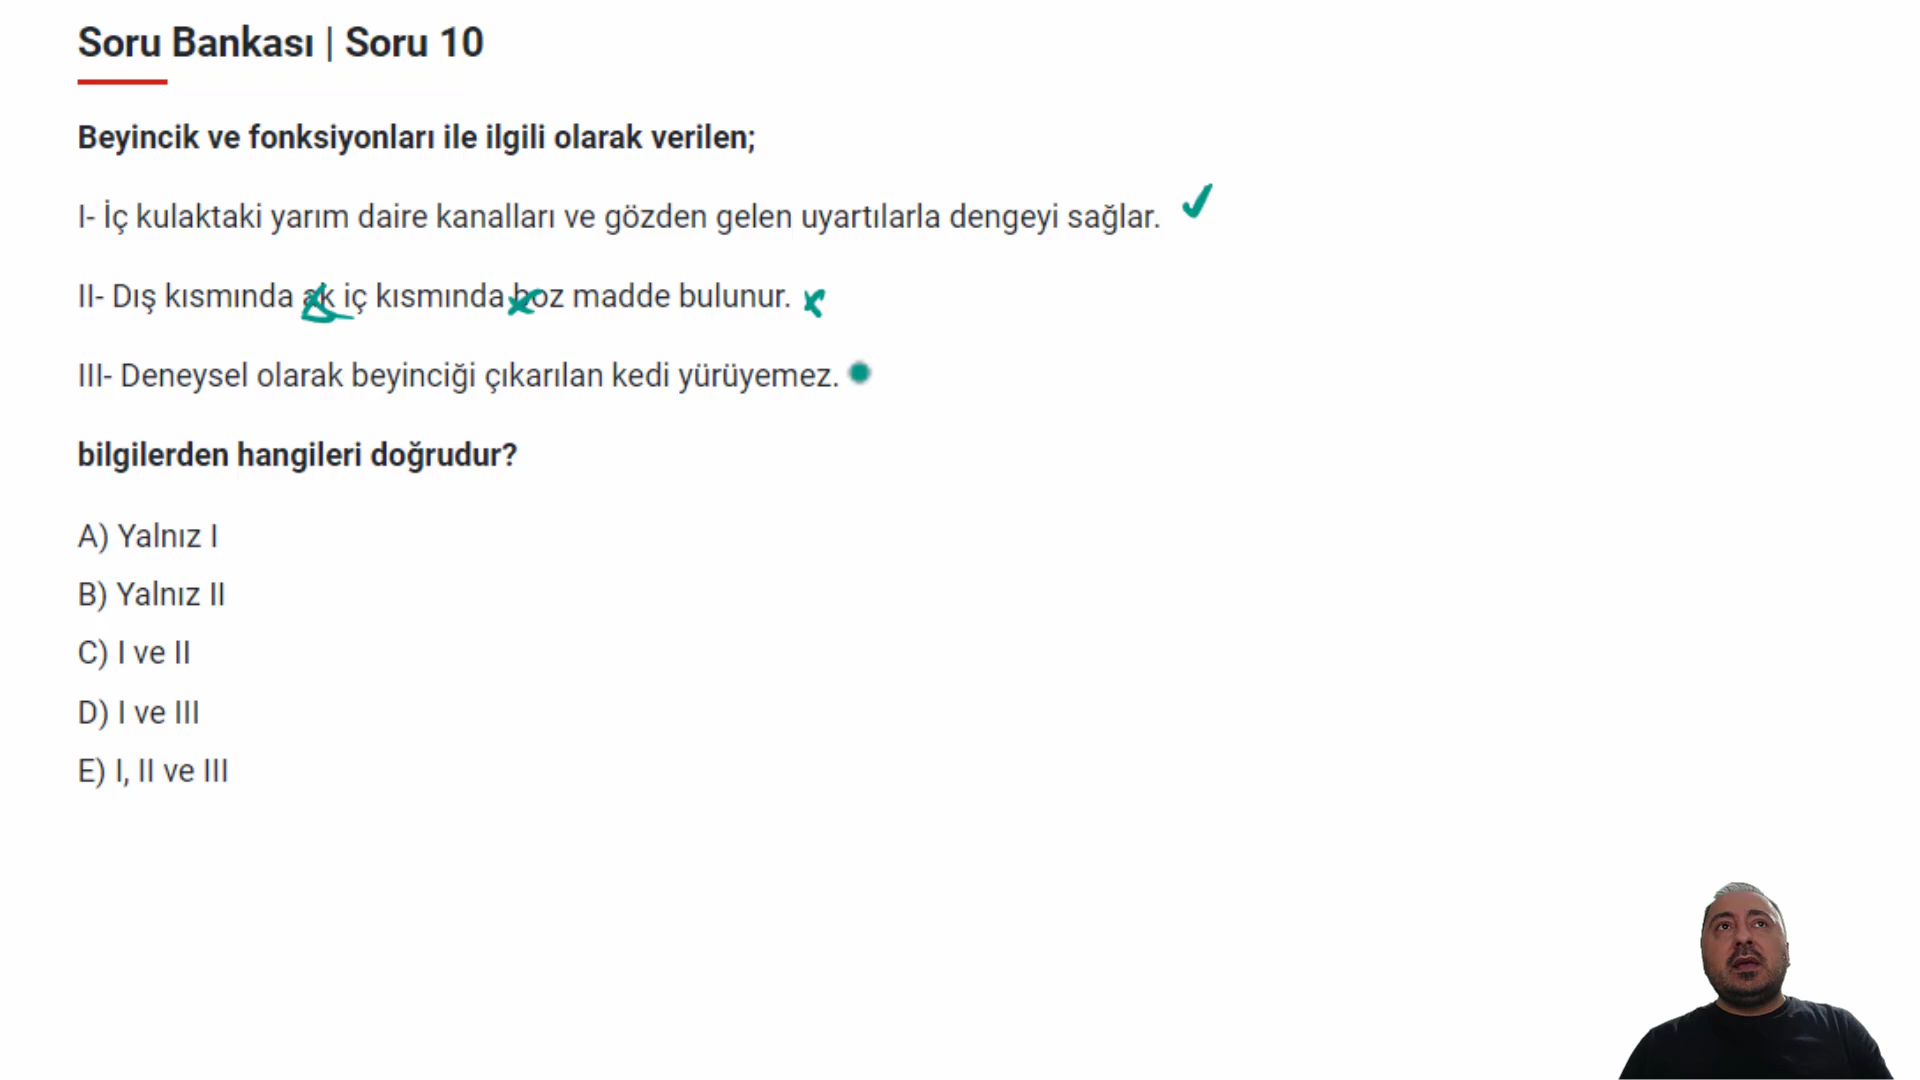 Soru Bankası | Soru 10
Beyincik ve fonksiyonları ile ilgili olarak verilen;
I- İç kulaktaki yarım daire kanalları ve gözden gelen uyartılarla dengeyi sağlar.
II- Dış kısmında ak iç kısmında boz madde bulunur.
III- Deneysel olarak beyinciği çıkarılan kedi yürüyemez.
bilgilerden hangileri doğrudur?
A) Yalnız I
B) Yalnız II
C) I ve II
D) I ve III
E) I, II ve III